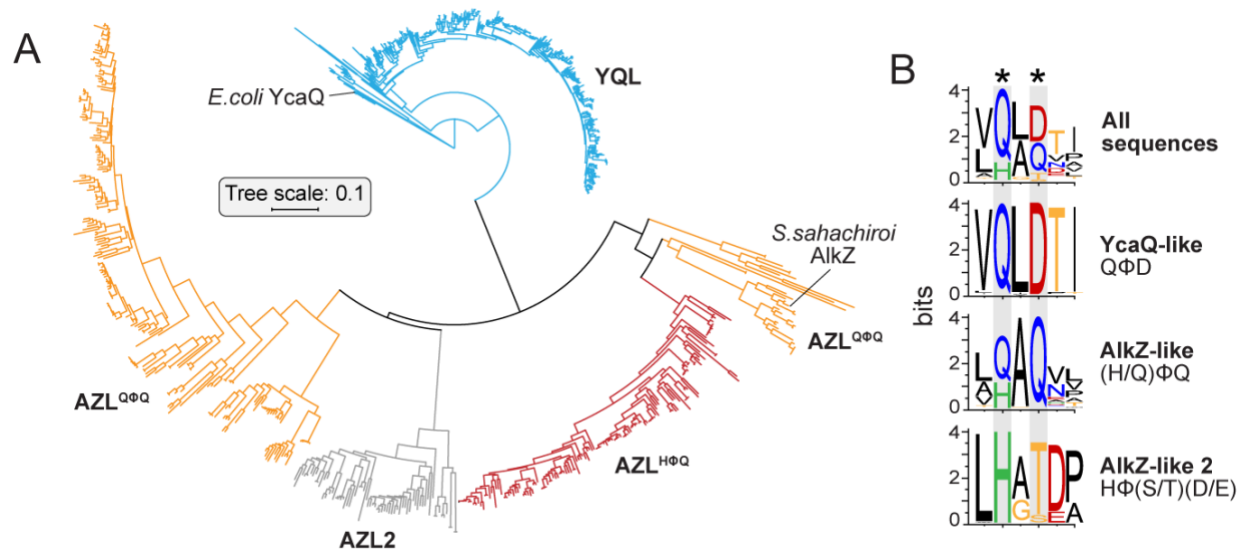 A
E.coli YcaQ
YQL
Tree scale: 0.1
S.sahachiroi
AlkZ
AZL^QΦQ
AZL^QΦQ
AZL^HΦQ
AZL2
B
* *
bits
4
2
0
All
sequences
4
2
0
YcaQ-like
QΦD
4
2
0
AlkZ-like
(H/Q)ΦQ
4
2
0
AlkZ-like 2
HΦ(S/T)(D/E)
V Q L D T I
L H A Q
V Q L D T I
L Q A Q V L
A H N
L H A T D P
G S E A